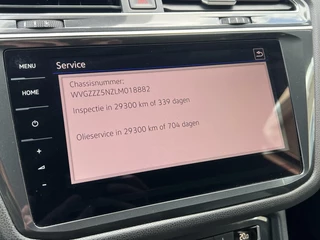 MENU
Service
Chassisnummer:
WVGZZZ5NZLM018882
HOME
Inspectie in 29300 km of 339 dagen
Olieservice in 29300 km of 704 dagen